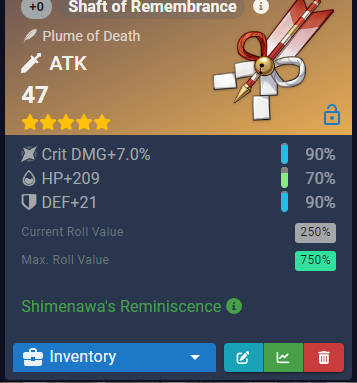 +0 Shaft of Remembrance
Plume of Death
ATK
47
Crit DMG+7.0% 90%
HP+209 70%
DEF+21 90%
Current Roll Value 250%
Max. Roll Value 750%
Shimenawa's Reminiscence
Inventory